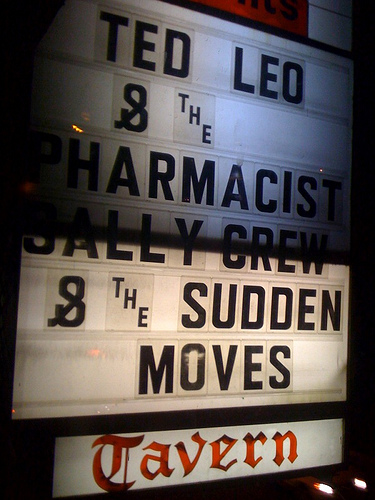 TED LEO
& THE
PHARMACIST
SALLY CREW
& THE SUDDEN
MOVES
Tavern